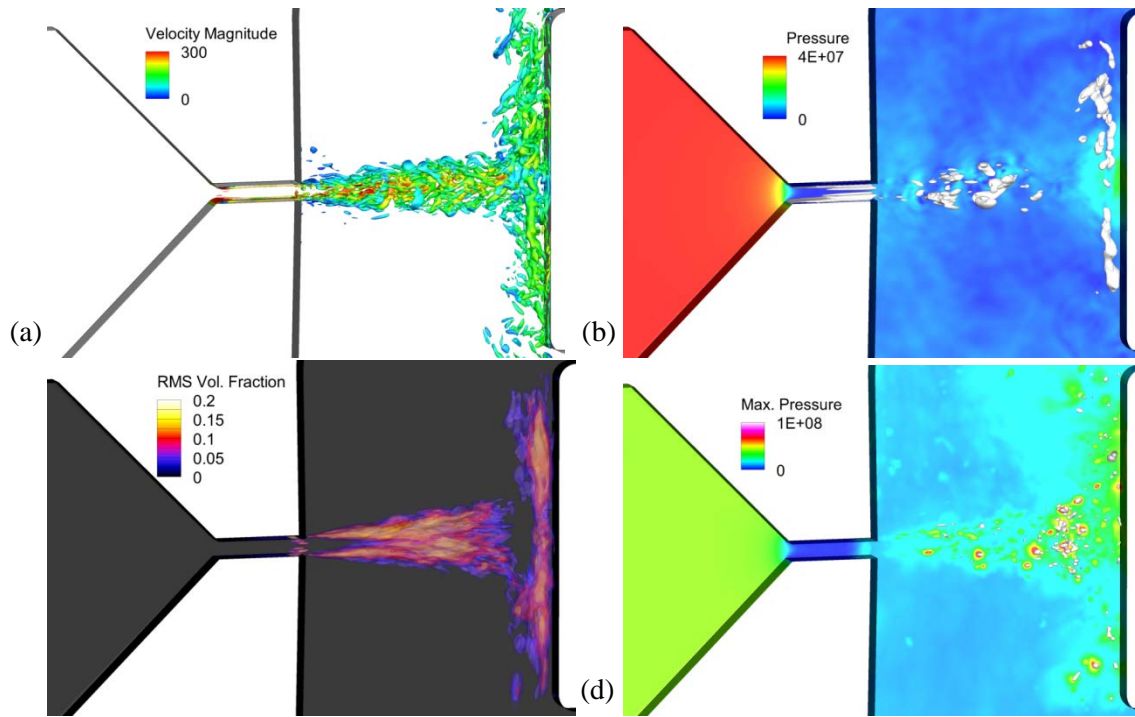 Velocity Magnitude
300
0
(a)
Pressure
4E+07
0
(b)
RMS Vol. Fraction
0.2
0.15
0.1
0.05
0
Max. Pressure
1E+08
0
(d)